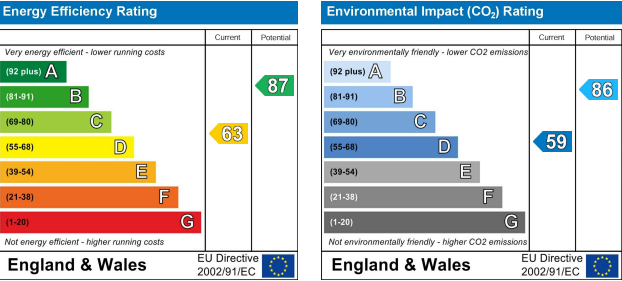 Energy Efficiency Rating
Current Potential
Very energy efficient - lower running costs
(92 plus) A
(81-91) B
87
(69-80) C
63
(55-68) D
(39-54) E
(21-38) F
(1-20) G
Not energy efficient - higher running costs
England & Wales
EU Directive
2002/91/EC
Environmental Impact (CO₂) Rating
Current Potential
Very environmentally friendly - lower CO2 emissions
(92 plus) A
(81-91) B
86
(69-80) C
(55-68) D
59
(39-54) E
(21-38) F
(1-20) G
Not environmentally friendly - higher CO2 emissions
England & Wales
EU Directive
2002/91/EC